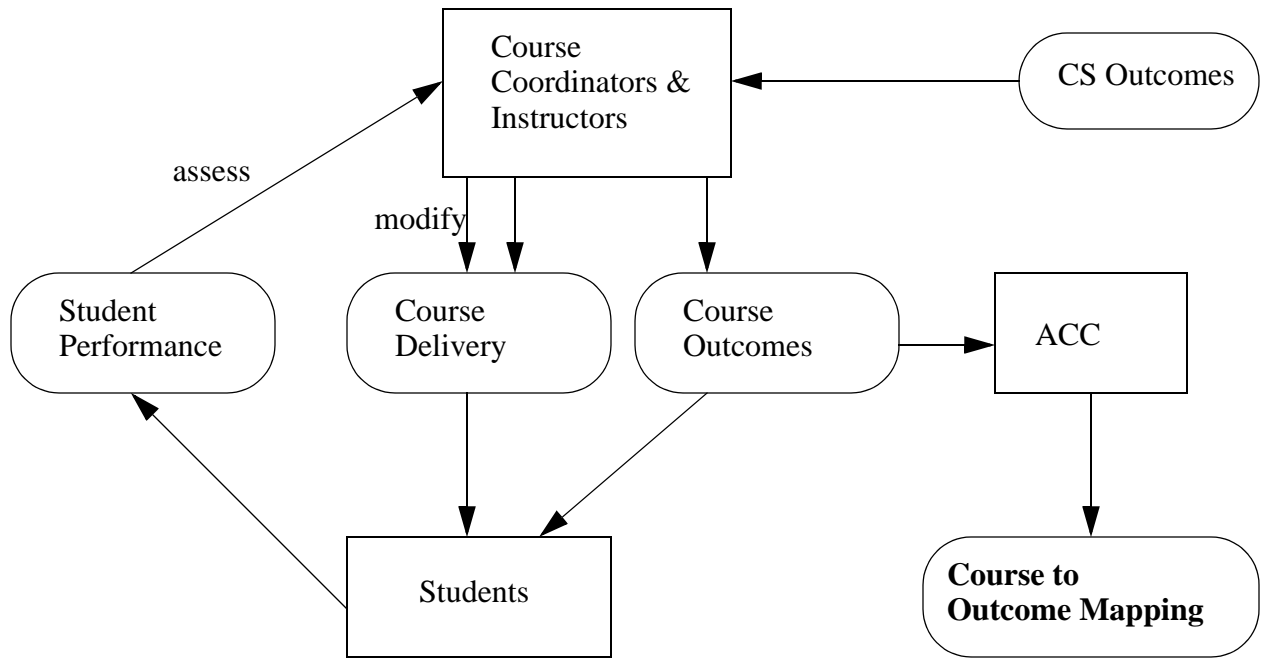 Course
Coordinators &
Instructors
CS Outcomes
assess
modify
Student
Performance
Course
Delivery
Course
Outcomes
ACC
Students
Course to
Outcome Mapping